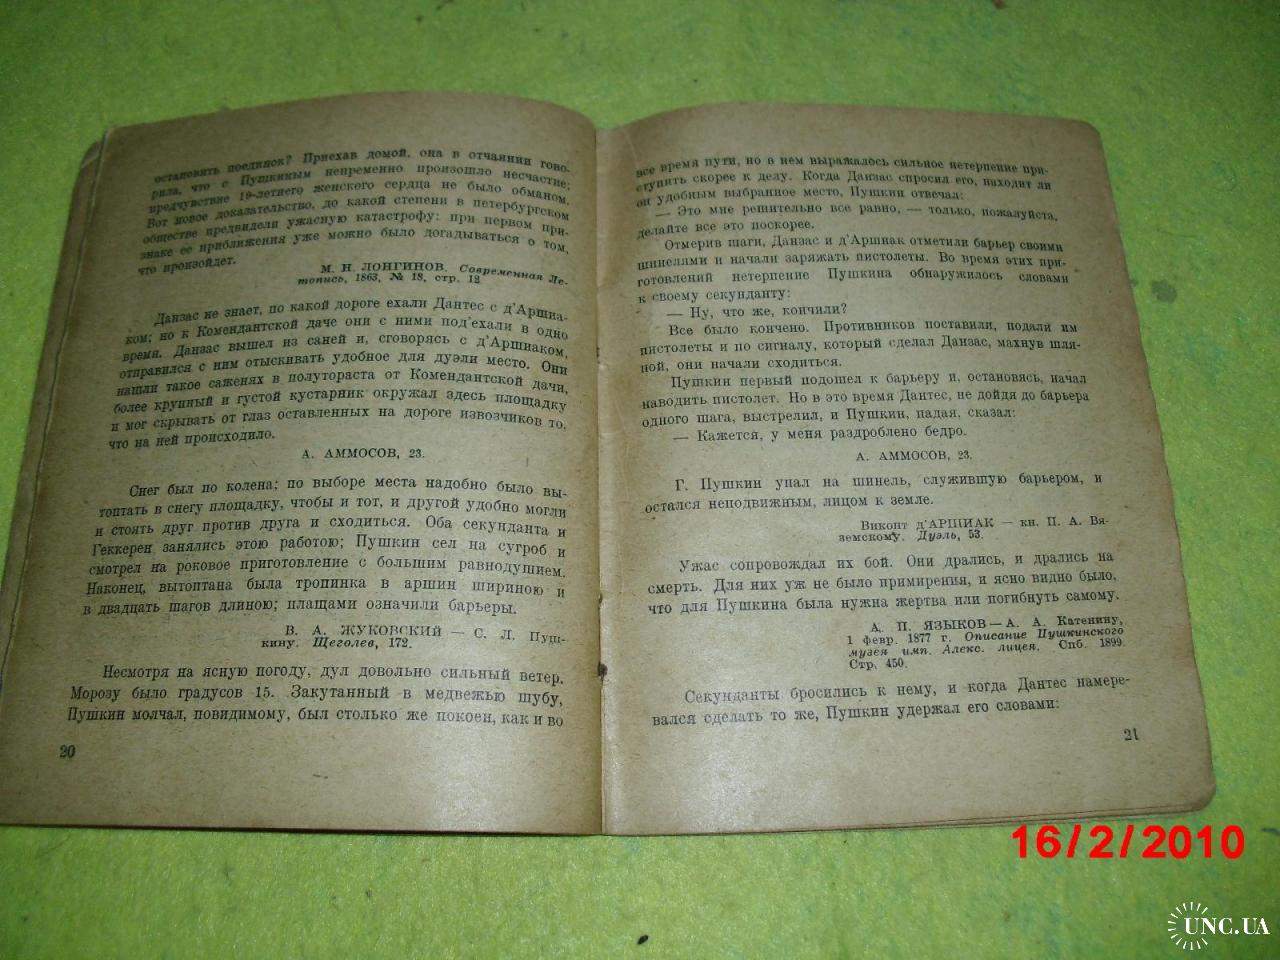 остановить поединок? Приехав домой, она в отчаянии гово-
рила, что с Пушкиным непременно произошло несчастие;
предчувствие 19-летнего женского сердца не было обманом.
Вот новое доказательство, до какой степени в петербургском
обществе предвидели ужасную катастрофу: при первом при-
знаке ее приближения уже можно было догадываться о том,
что произойдет.
М. Н. ЛОНГИНОВ. Современная Ле-
топись, 1863, № 18, стр. 12
Данзас не знает, по какой дороге ехали Дантес с д'Аршиа-
ком; но к Комендантской даче они с ними под'ехали в одно
время. Данзас вышел из саней и, сговорясь с д'Аршиаком,
отправился с ним отыскивать удобное для дуэли место. Они
нашли такое саженях в полутораста от Комендантской дачи,
более крупный и густой кустарник окружал здесь площадку
и мог скрывать от глаз оставленных на дороге извозчиков то,
что на ней происходило.
А. АММОСОВ, 23.
Снег был по колена; по выборе места надобно было вы-
топтать в снегу площадку, чтобы и тот, и другой удобно могли
и стоять друг против друга и сходиться. Оба секунданта и
Геккерен занялись этою работою; Пушкин сел на сугроб и
смотрел на роковое приготовление с большим равнодушием.
Наконец, вытоптана была тропинка в аршин шириною и
в двадцать шагов длиною; плащами означили барьеры.
В. А. ЖУКОВСКИЙ — С. Л. Пуш-
кину. Щеголев, 172.
Несмотря на ясную погоду, дул довольно сильный ветер.
Морозу было градусов 15. Закутанный в медвежью шубу,
Пушкин молчал, повидимому, был столько же покоен, как и во
20
все время пути, но в нем выражалось сильное нетерпение при-
ступить скорее к делу. Когда Данзас спросил его, находит ли
он удобным выбранное место, Пушкин отвечал:
— Это мне решительно все равно, — только, пожалуйста,
делайте все это поскорее.
Отмерив шаги, Данзас и д'Аршиак отметили барьер своими
шинелями и начали заряжать пистолеты. Во время этих при-
готовлений нетерпение Пушкина обнаружилось словами
к своему секунданту:
— Ну, что же, кончили?
Все было кончено. Противников поставили, подали им
пистолеты и по сигналу, который сделал Данзас, махнув шля-
пой, они начали сходиться.
Пушкин первый подошел к барьеру и, остановясь, начал
наводить пистолет. Но в это время Дантес, не дойдя до барьера
одного шага, выстрелил, и Пушкин, падая, сказал:
— Кажется, у меня раздроблено бедро.
А. АММОСОВ, 23.
Г. Пушкин упал на шинель, служившую барьером, и
остался неподвижным, лицом к земле.
Виконт д'АРШИАК — кн. П. А. Вя-
земскому. Дуэль, 53.
Ужас сопровождал их бой. Они дрались, и дрались на
смерть. Для них уж не было примирения, и ясно видно было,
что для Пушкина была нужна жертва или погибнуть самому.
Д. П. ЯЗЫКОВ — А. А. Катенину,
1 февр. 1877 г. Описание Пушкинского
музея имп. Алекс. лицея. Спб. 1899.
Стр. 450.
Секунданты бросились к нему, и когда Дантес намере-
вался сделать то же, Пушкин удержал его словами:
21
16/2/2010
UNC.UA